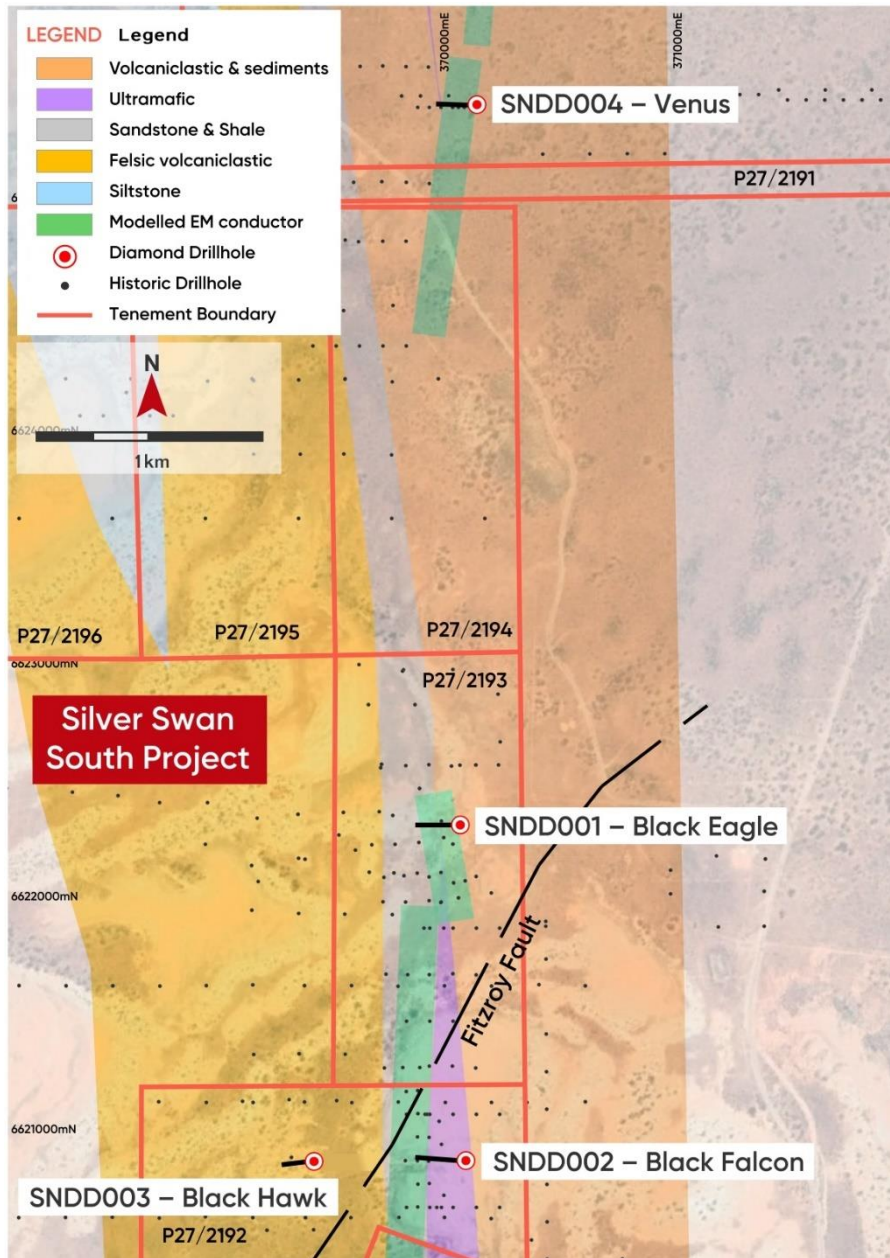 LEGEND Legend
Volcaniclastic & sediments
Ultramafic
Sandstone & Shale
Felsic volcaniclastic
Siltstone
Modelled EM conductor
Diamond Drillhole
Historic Drillhole
Tenement Boundary
370000mE
371000mE
SNDD004 – Venus
P27/2191
N
6624000mN
1km
P27/2196
P27/2195
P27/2194
6623000mN
P27/2193
Silver Swan
South Project
SNDD001 – Black Eagle
6622000mN
Fitzroy Fault
6621000mN
SNDD002 – Black Falcon
SNDD003 – Black Hawk
P27/2192